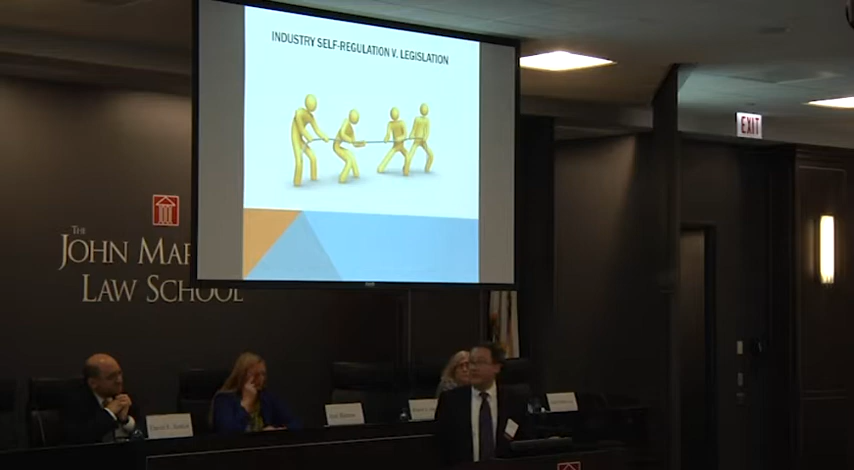 INDUSTRY SELF-REGULATION V. LEGISLATION
EXIT
THE
JOHN MAR
LAW SCHOOL